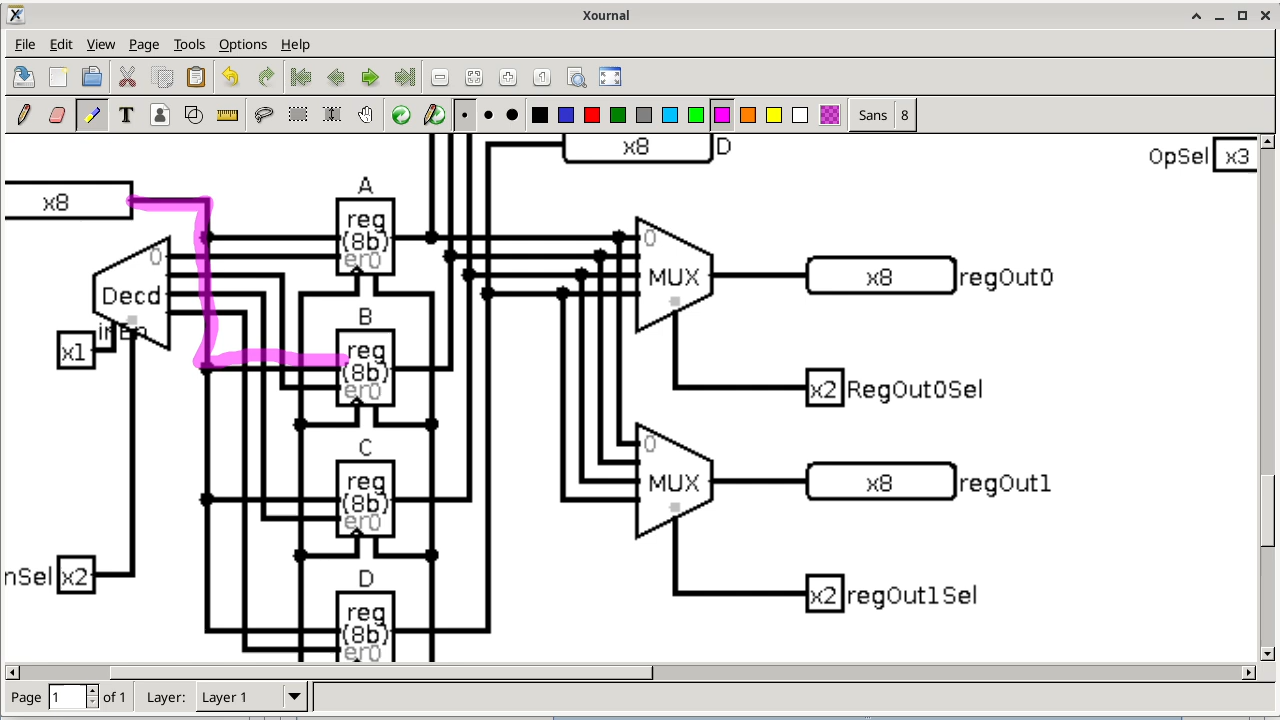 Xournal
File Edit View Page Tools Options Help
Sans 8
x8 D
OpSel x3
x8
A
reg
(8b)
er0
0
Decd
inEn
x1
B
reg
(8b)
er0
C
reg
(8b)
er0
nSel x2
D
reg
(8b)
er0
0
MUX
x8 regOut0
x2 RegOut0Sel
0
MUX
x8 regOut1
x2 regOut1Sel
Page 1 of 1 Layer: Layer 1